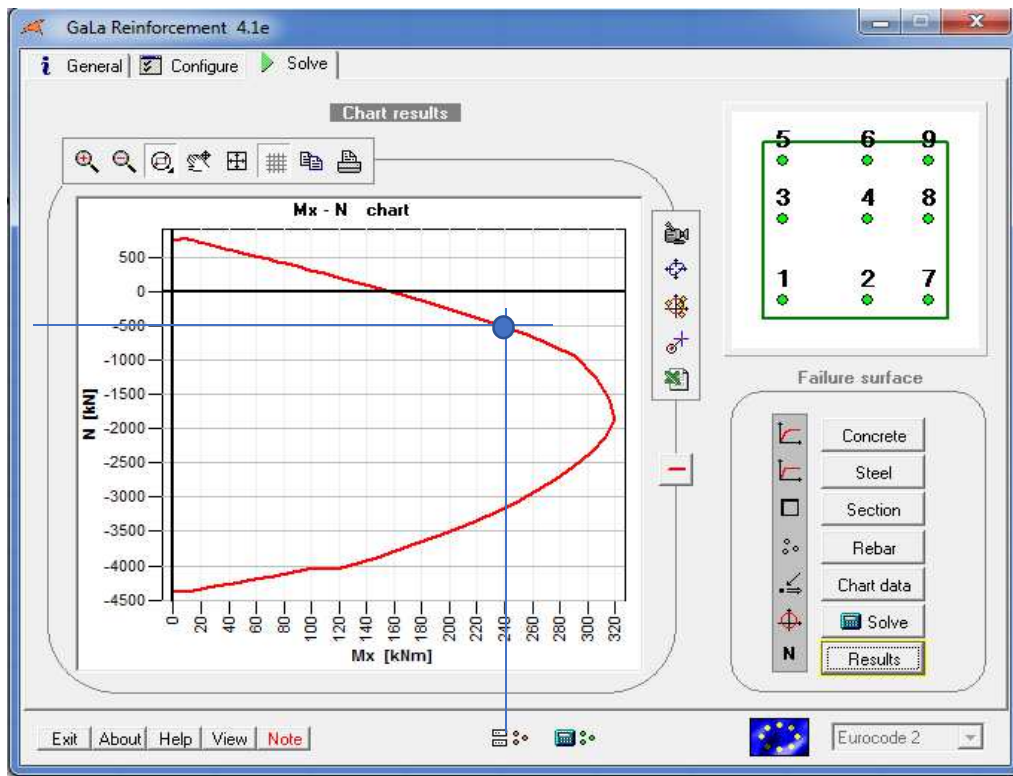 GaLa Reinforcement 4.1e
General Configure Solve
Chart results
Mx - N chart
500
0
-500
-1000
-1500
-2000
-2500
-3000
-3500
-4000
-4500
N [kN]
0 20 40 60 80 100 120 140 160 180 200 220 240 260 280 300 320
Mx [kNm]
5 6 9
3 4 8
1 2 7
Failure surface
Concrete
Steel
Section
Rebar
Chart data
Solve
N Results
Exit About Help View Note
Eurocode 2